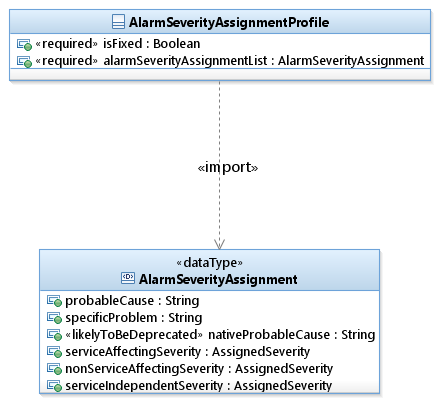 AlarmSeverityAssignmentProfile
«required» isFixed : Boolean
«required» alarmSeverityAssignmentList : AlarmSeverityAssignment
«import»
«dataType»
AlarmSeverityAssignment
probableCause : String
specificProblem : String
«likelyToBeDeprecated» nativeProbableCause : String
serviceAffectingSeverity : AssignedSeverity
nonServiceAffectingSeverity : AssignedSeverity
serviceIndependentSeverity : AssignedSeverity